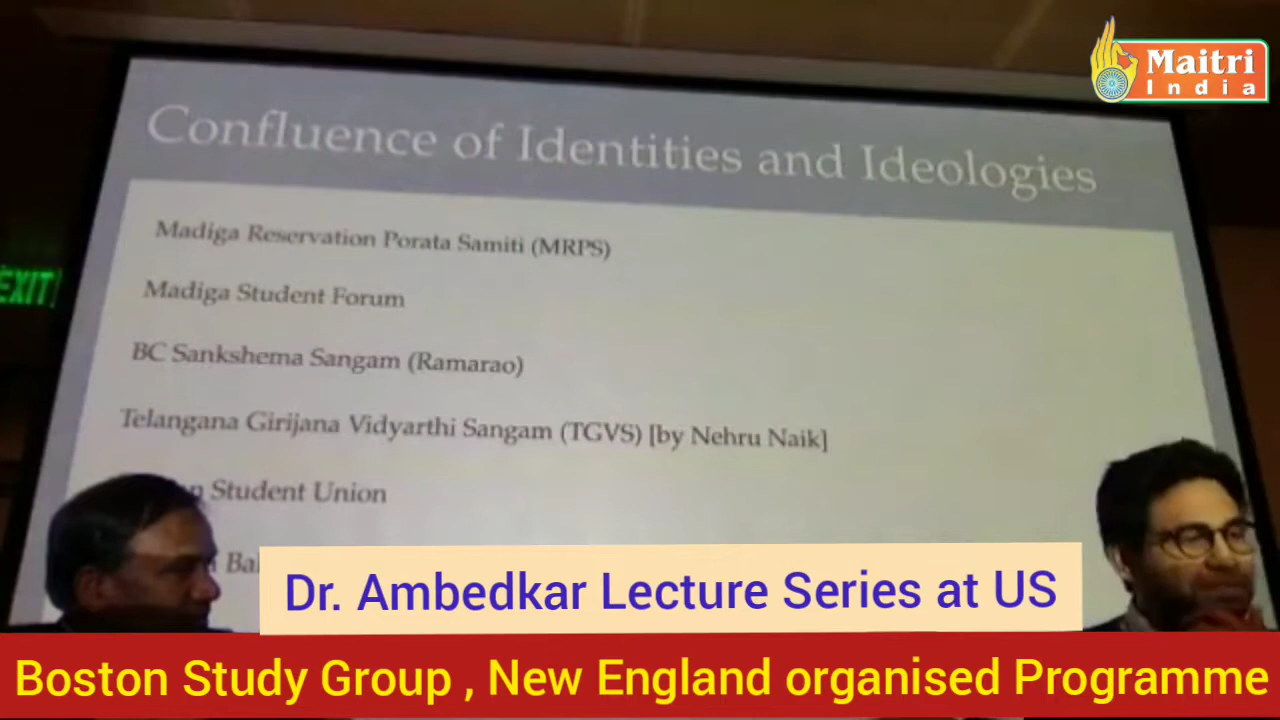 Maitri
India
Confluence of Identities and Ideologies
Madiga Reservation Porata Samiti (MRPS)
Madiga Student Forum
EXIT
BC Sankshema Sangam (Ramarao)
Telangana Girijana Vidyarthi Sangam (TGVS) [by Nehru Naik]
Student Union
Dr. Ambedkar Lecture Series at US
Boston Study Group , New England organised Programme